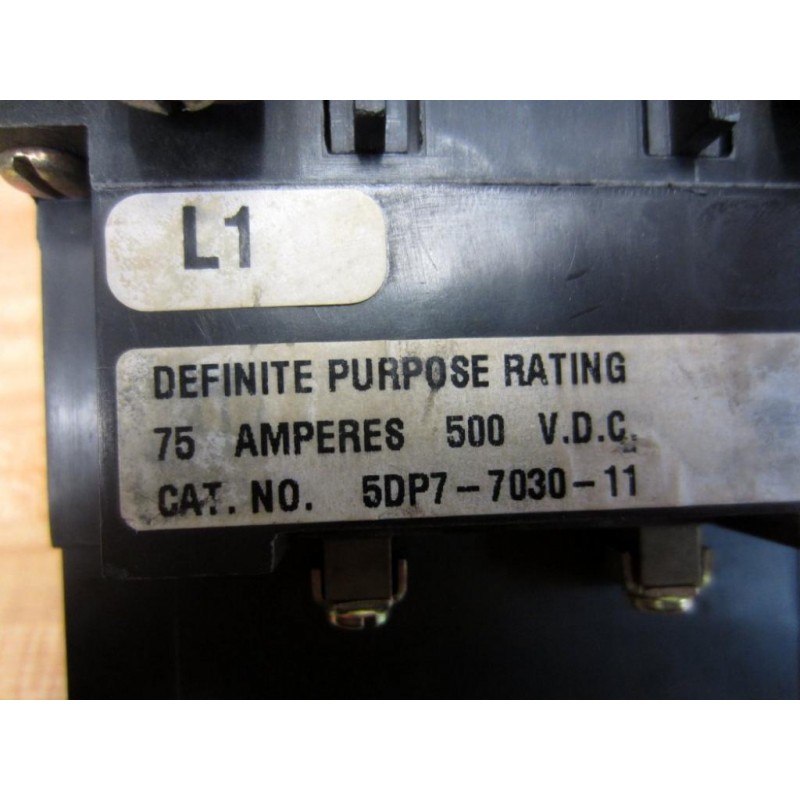 L1
DEFINITE PURPOSE RATING
75 AMPERES 500 V.D.C.
CAT. NO. 5DP7-7030-11